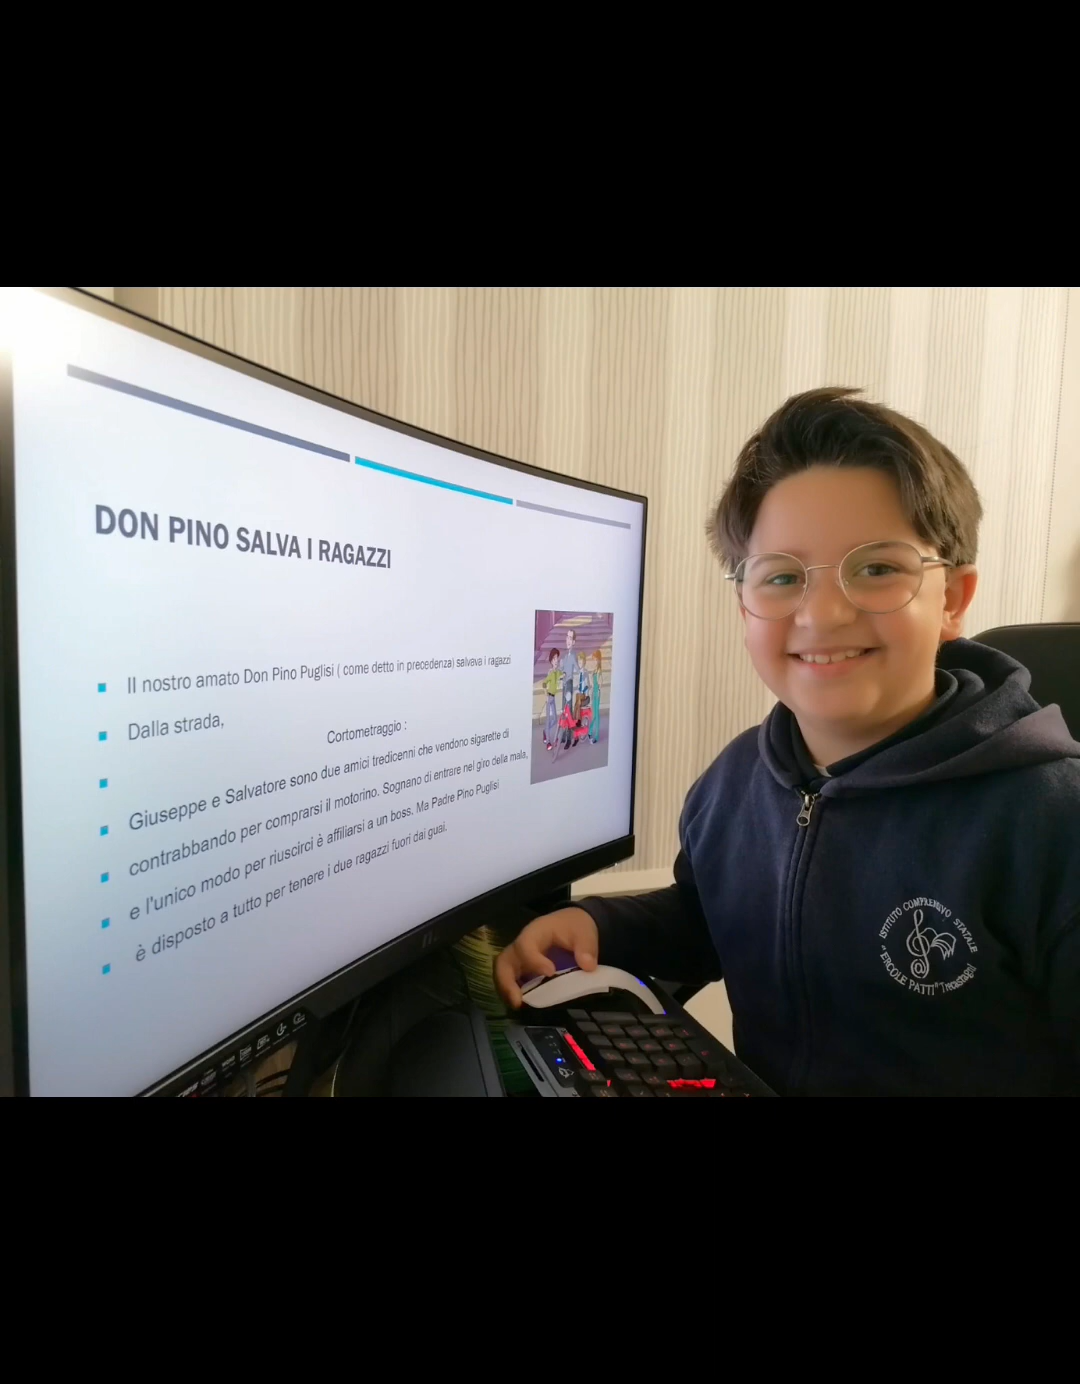 DON PINO SALVA I RAGAZZI
Il nostro amato Don Pino Puglisi ( come detto in precedenza) salvava i ragazzi
Dalla strada,
Cortometraggio :
Giuseppe e Salvatore sono due amici tredicenni che vendono sigarette di
contrabbando per comprarsi il motorino. Sognano di entrare nel giro della mala,
e l'unico modo per riuscirci è affiliarsi a un boss. Ma Padre Pino Puglisi
è disposto a tutto per tenere i due ragazzi fuori dai guai.
ISTITUTO COMPRENSIVO STATALE
"ERCOLE PATTI" Trecastagni